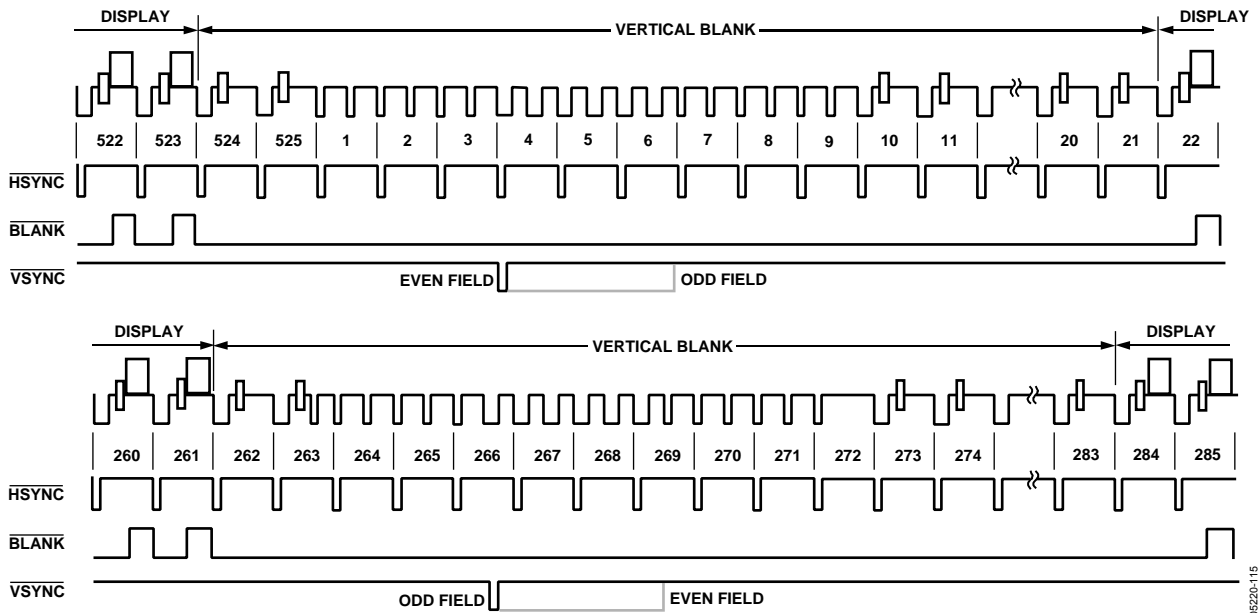 DISPLAY VERTICAL BLANK DISPLAY
522 523 524 525 1 2 3 4 5 6 7 8 9 10 11 20 21 22
HSYNC
BLANK
VSYNC EVEN FIELD ODD FIELD
DISPLAY VERTICAL BLANK DISPLAY
260 261 262 263 264 265 266 267 268 269 270 271 272 273 274 283 284 285
HSYNC
BLANK
VSYNC ODD FIELD EVEN FIELD